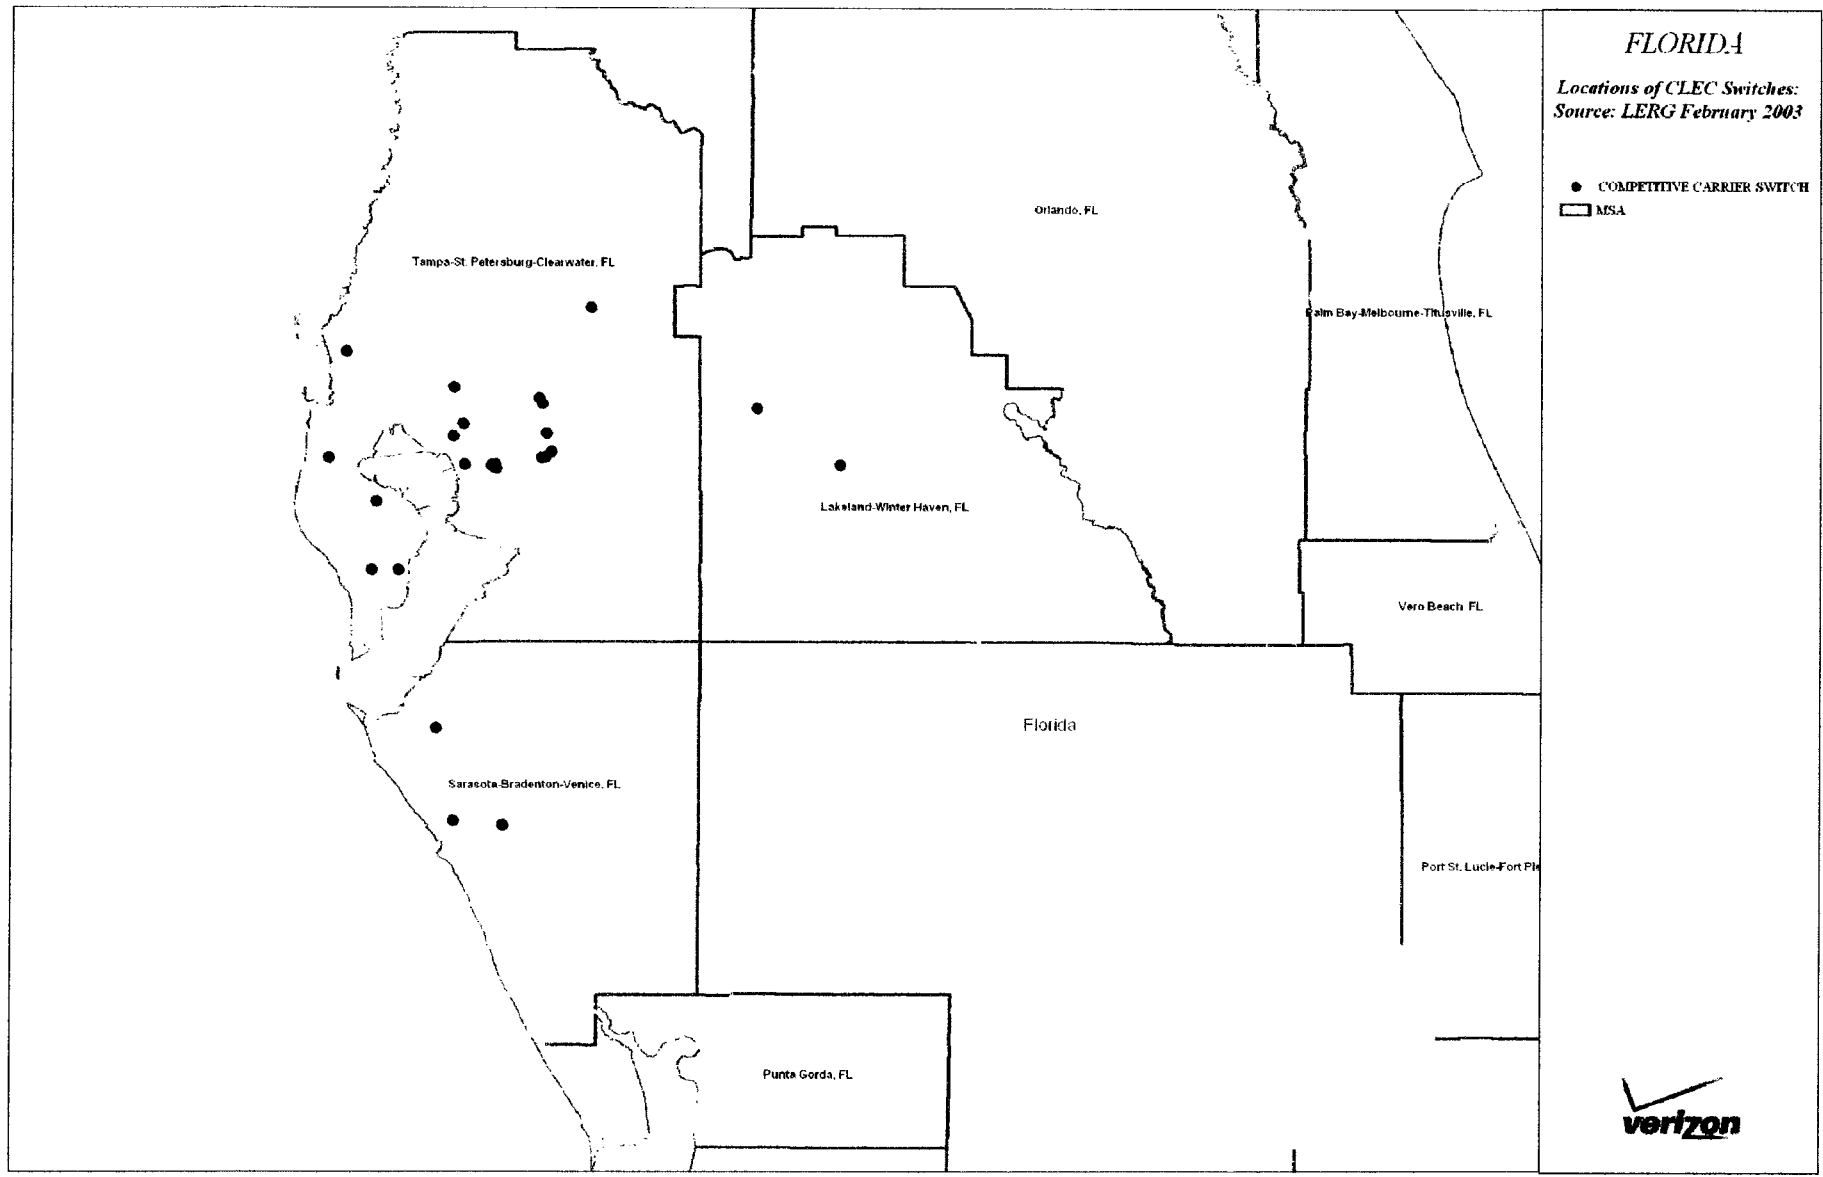 FLORIDA
Locations of CLEC Switches:
Source: LERG February 2003
COMPETITIVE CARRIER SWITCH
MSA
Orlando, FL
Tampa-St. Petersburg-Clearwater, FL
Palm Bay-Melbourne-Titusville, FL
Lakeland-Winter Haven, FL
Vero Beach FL
Florida
Sarasota-Bradenton-Venice, FL
Port St. Lucie-Fort Pie
Punta Gorda, FL
verizon